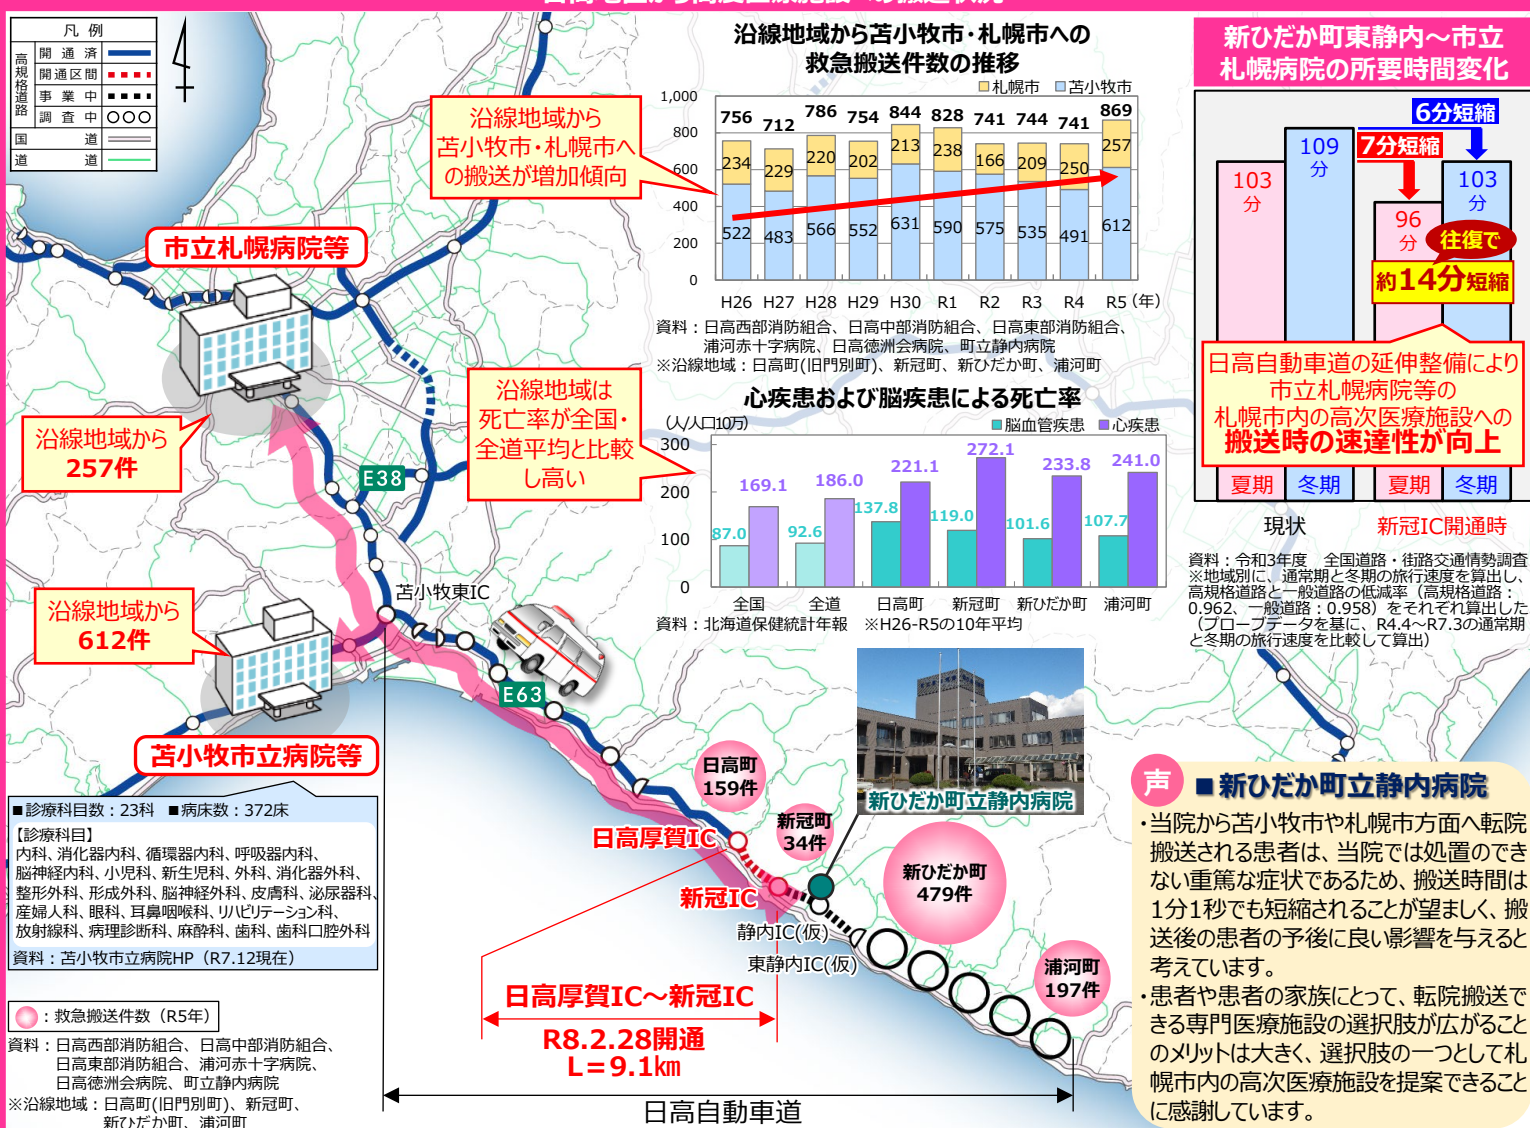 凡 例
高規格道路
開 通 済
開通区間
事 業 中
調 査 中
国 道
道 道
沿線地域から
苫小牧市・札幌市へ
の搬送が増加傾向
沿線地域から苫小牧市・札幌市への
救急搬送件数の推移
札幌市 苫小牧市
1,000
800
600
400
200
0
756 712 786 754 844 828 741 744 741 869
234 229 220 202 213 238 166 209 250 257
522 483 566 552 631 590 575 535 491 612
H26 H27 H28 H29 H30 R1 R2 R3 R4 R5 (年)
資料：日高西部消防組合、日高中部消防組合、日高東部消防組合、
浦河赤十字病院、日高徳洲会病院、町立静内病院
※沿線地域：日高町(旧門別町)、新冠町、新ひだか町、浦河町
新ひだか町東静内～市立
札幌病院の所要時間変化
6分短縮
7分短縮
103分
109分
96分
103分
往復で
約14分短縮
日高自動車道の延伸整備により
市立札幌病院等の
札幌市内の高次医療施設への
搬送時の速達性が向上
夏期 冬期 夏期 冬期
現状 新冠IC開通時
資料：令和3年度 全国道路・街路交通情勢調査
※地域別に、通常期と冬期の旅行速度を算出し、
高規格道路と一般道路の低減率（高規格道路：
0.962、一般道路：0.958）をそれぞれ算出した
（プローブデータを基に、R4.4～R7.3の通常期
と冬期の旅行速度を比較して算出）
沿線地域は
死亡率が全国・
全道平均と比較
し高い
心疾患および脳疾患による死亡率
(人/人口10万)
脳血管疾患 心疾患
300
200
100
0
87.0 169.1 92.6 186.0 137.8 221.1 119.0 272.1 101.6 233.8 107.7 241.0
全国 全道 日高町 新冠町 新ひだか町 浦河町
資料：北海道保健統計年報 ※H26-R5の10年平均
市立札幌病院等
沿線地域から
257件
E38
苫小牧東IC
沿線地域から
612件
E63
苫小牧市立病院等
■診療科目数：23科 ■病床数：372床
【診療科目】
内科、消化器内科、循環器内科、呼吸器内科、
脳神経内科、小児科、新生児科、外科、消化器外科、
整形外科、形成外科、脳神経外科、皮膚科、泌尿器科、
産婦人科、眼科、耳鼻咽喉科、リハビリテーション科、
放射線科、病理診断科、麻酔科、歯科、歯科口腔外科
資料：苫小牧市立病院HP（R7.12現在）
：救急搬送件数（R5年）
資料：日高西部消防組合、日高中部消防組合、
日高東部消防組合、浦河赤十字病院、
日高徳洲会病院、町立静内病院
※沿線地域：日高町(旧門別町)、新冠町、
新ひだか町、浦河町
日高町
159件
新冠町
34件
新ひだか町立静内病院
日高厚賀IC
新冠IC
新ひだか町
479件
静内IC(仮)
東静内IC(仮)
浦河町
197件
日高厚賀IC～新冠IC
R8.2.28開通
L＝9.1㎞
日高自動車道
声
■新ひだか町立静内病院
・当院から苫小牧市や札幌市方面へ転院
搬送される患者は、当院では処置のでき
ない重篤な症状であるため、搬送時間は
1分1秒でも短縮されることが望ましく、搬
送後の患者の予後に良い影響を与えると
考えています。
・患者や患者の家族にとって、転院搬送で
きる専門医療施設の選択肢が広がること
のメリットは大きく、選択肢の一つとして札
幌市内の高次医療施設を提案できること
に感謝しています。